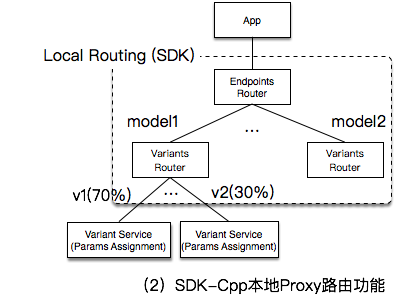 App
Local Routing (SDK)
Endpoints
Router
model1
...
model2
Variants
Router
Variants
Router
v1(70%)
...
v2(30%)
Variant Service
(Params Assignment)
Variant Service
(Params Assignment)
（2）SDK-Cpp本地Proxy路由功能